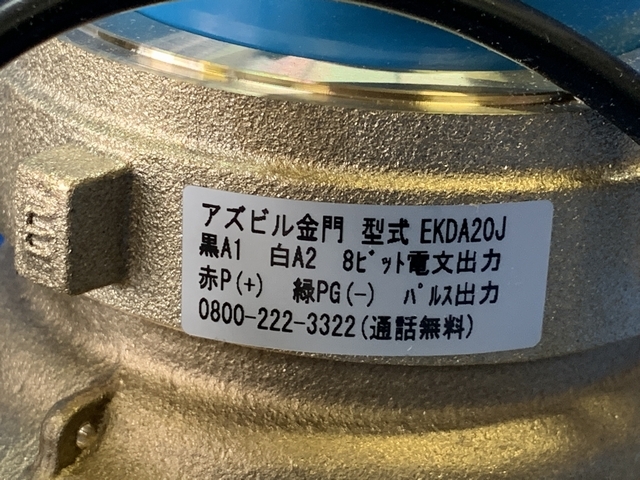 アズビル金門 型式 EKDA20J
黒A1 白A2 8ﾋﾞｯﾄ電文出力
赤P(+) 緑PG(-) ﾊﾟﾙｽ出力
0800-222-3322(通話無料)